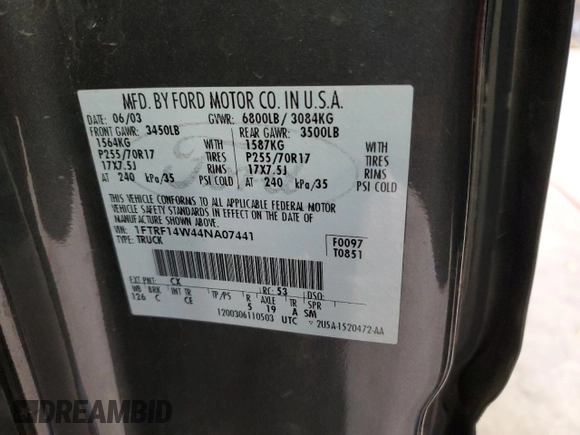 MFD. BY FORD MOTOR CO. IN U.S.A.
DATE: 06/03 GVWR: 6800LB/ 3084KG
FRONT GAWR: 3450LB REAR GAWR: 3500LB
1564KG WITH 1587KG WITH
P255/70R17 TIRES P255/70R17 TIRES
17X7.5J RIMS 17X7.5J RIMS
AT 240 kPa/35 PSI COLD AT 240 kPa/35 PSI COLD
THIS VEHICLE CONFORMS TO ALL APPLICABLE FEDERAL MOTOR
VEHICLE SAFETY STANDARDS IN EFFECT ON THE DATE OF
MANUFACTURE SHOWN ABOVE.
VIN: 1FTRF14W44NA07441 F0097
TYPE: TRUCK T0851
EXT PNT: CX RC: 53 DSO:
WB BRK INT TR TP/PS R AXLE TR SPR
126 C CE 5 19 A SM
1200306110503 UTC 2U5A-1520472-AA
Ford
DREAMBID